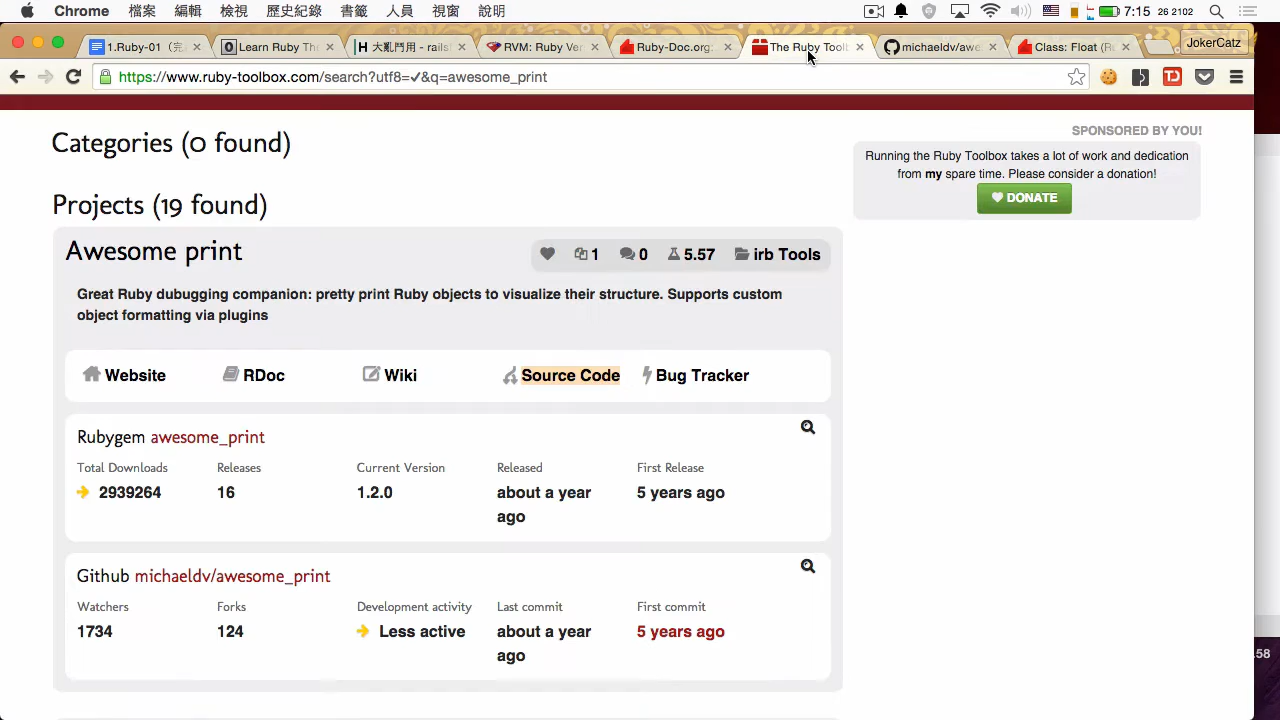 Chrome 檔案 編輯 檢視 歷史紀錄 書籤 人員 視窗 說明 7:15 26 2102
1.Ruby-01（完 Learn Ruby The 大亂鬥用 - rails RVM: Ruby Ver Ruby-Doc.org. The Ruby Toolb michaeldv/awe Class: Float (R JokerCatz
https://www.ruby-toolbox.com/search?utf8=✓&q=awesome_print
SPONSORED BY YOU!
Categories (0 found)
Running the Ruby Toolbox takes a lot of work and dedication
from my spare time. Please consider a donation!
DONATE
Projects (19 found)
Awesome print 1 0 5.57 irb Tools
Great Ruby dubugging companion: pretty print Ruby objects to visualize their structure. Supports custom
object formatting via plugins
Website RDoc Wiki Source Code Bug Tracker
Rubygem awesome_print
Total Downloads Releases Current Version Released First Release
2939264 16 1.2.0 about a year 5 years ago
ago
Github michaeldv/awesome_print
Watchers Forks Development activity Last commit First commit
1734 124 Less active about a year 5 years ago
ago
.58